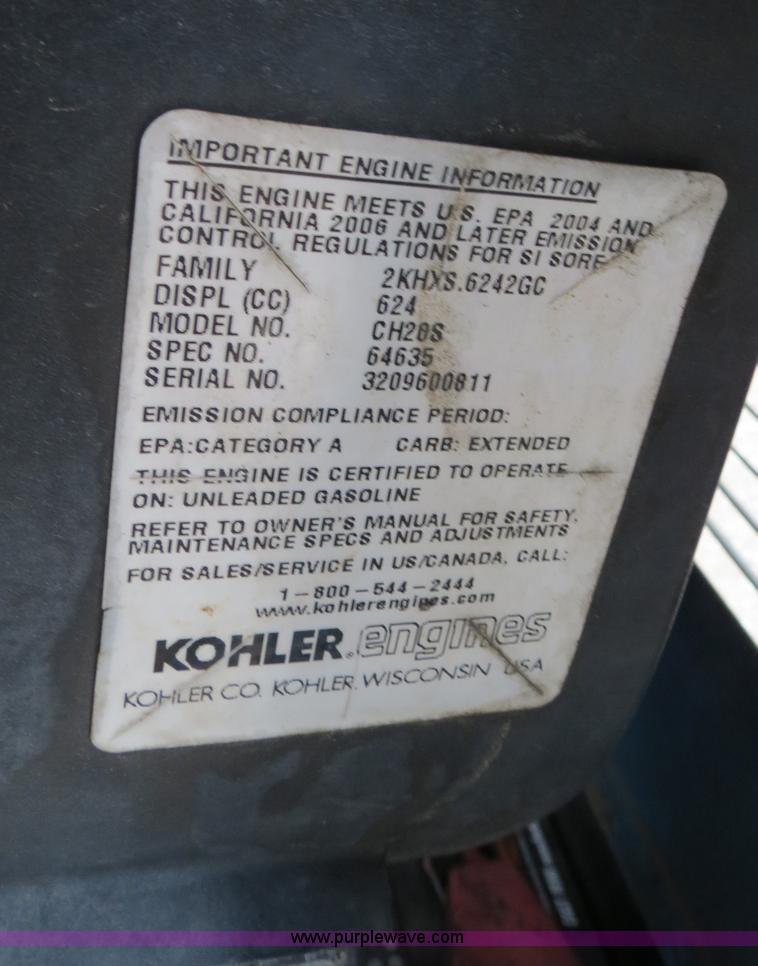 IMPORTANT ENGINE INFORMATION
THIS ENGINE MEETS U.S. EPA 2004 AND
CALIFORNIA 2006 AND LATER EMISSION
CONTROL REGULATIONS FOR SI SORE
FAMILY 2KHXS.6242GC
DISPL (CC) 624
MODEL NO. CH20S
SPEC NO. 64635
SERIAL NO. 3209600811
EMISSION COMPLIANCE PERIOD:
EPA:CATEGORY A CARB: EXTENDED
THIS ENGINE IS CERTIFIED TO OPERATE
ON: UNLEADED GASOLINE
REFER TO OWNER'S MANUAL FOR SAFETY,
MAINTENANCE SPECS AND ADJUSTMENTS
FOR SALES/SERVICE IN US/CANADA, CALL:
1-800-544-2444
www.kohlerengines.com
KOHLER® engines
KOHLER CO. KOHLER, WISCONSIN USA
www.purplewave.com